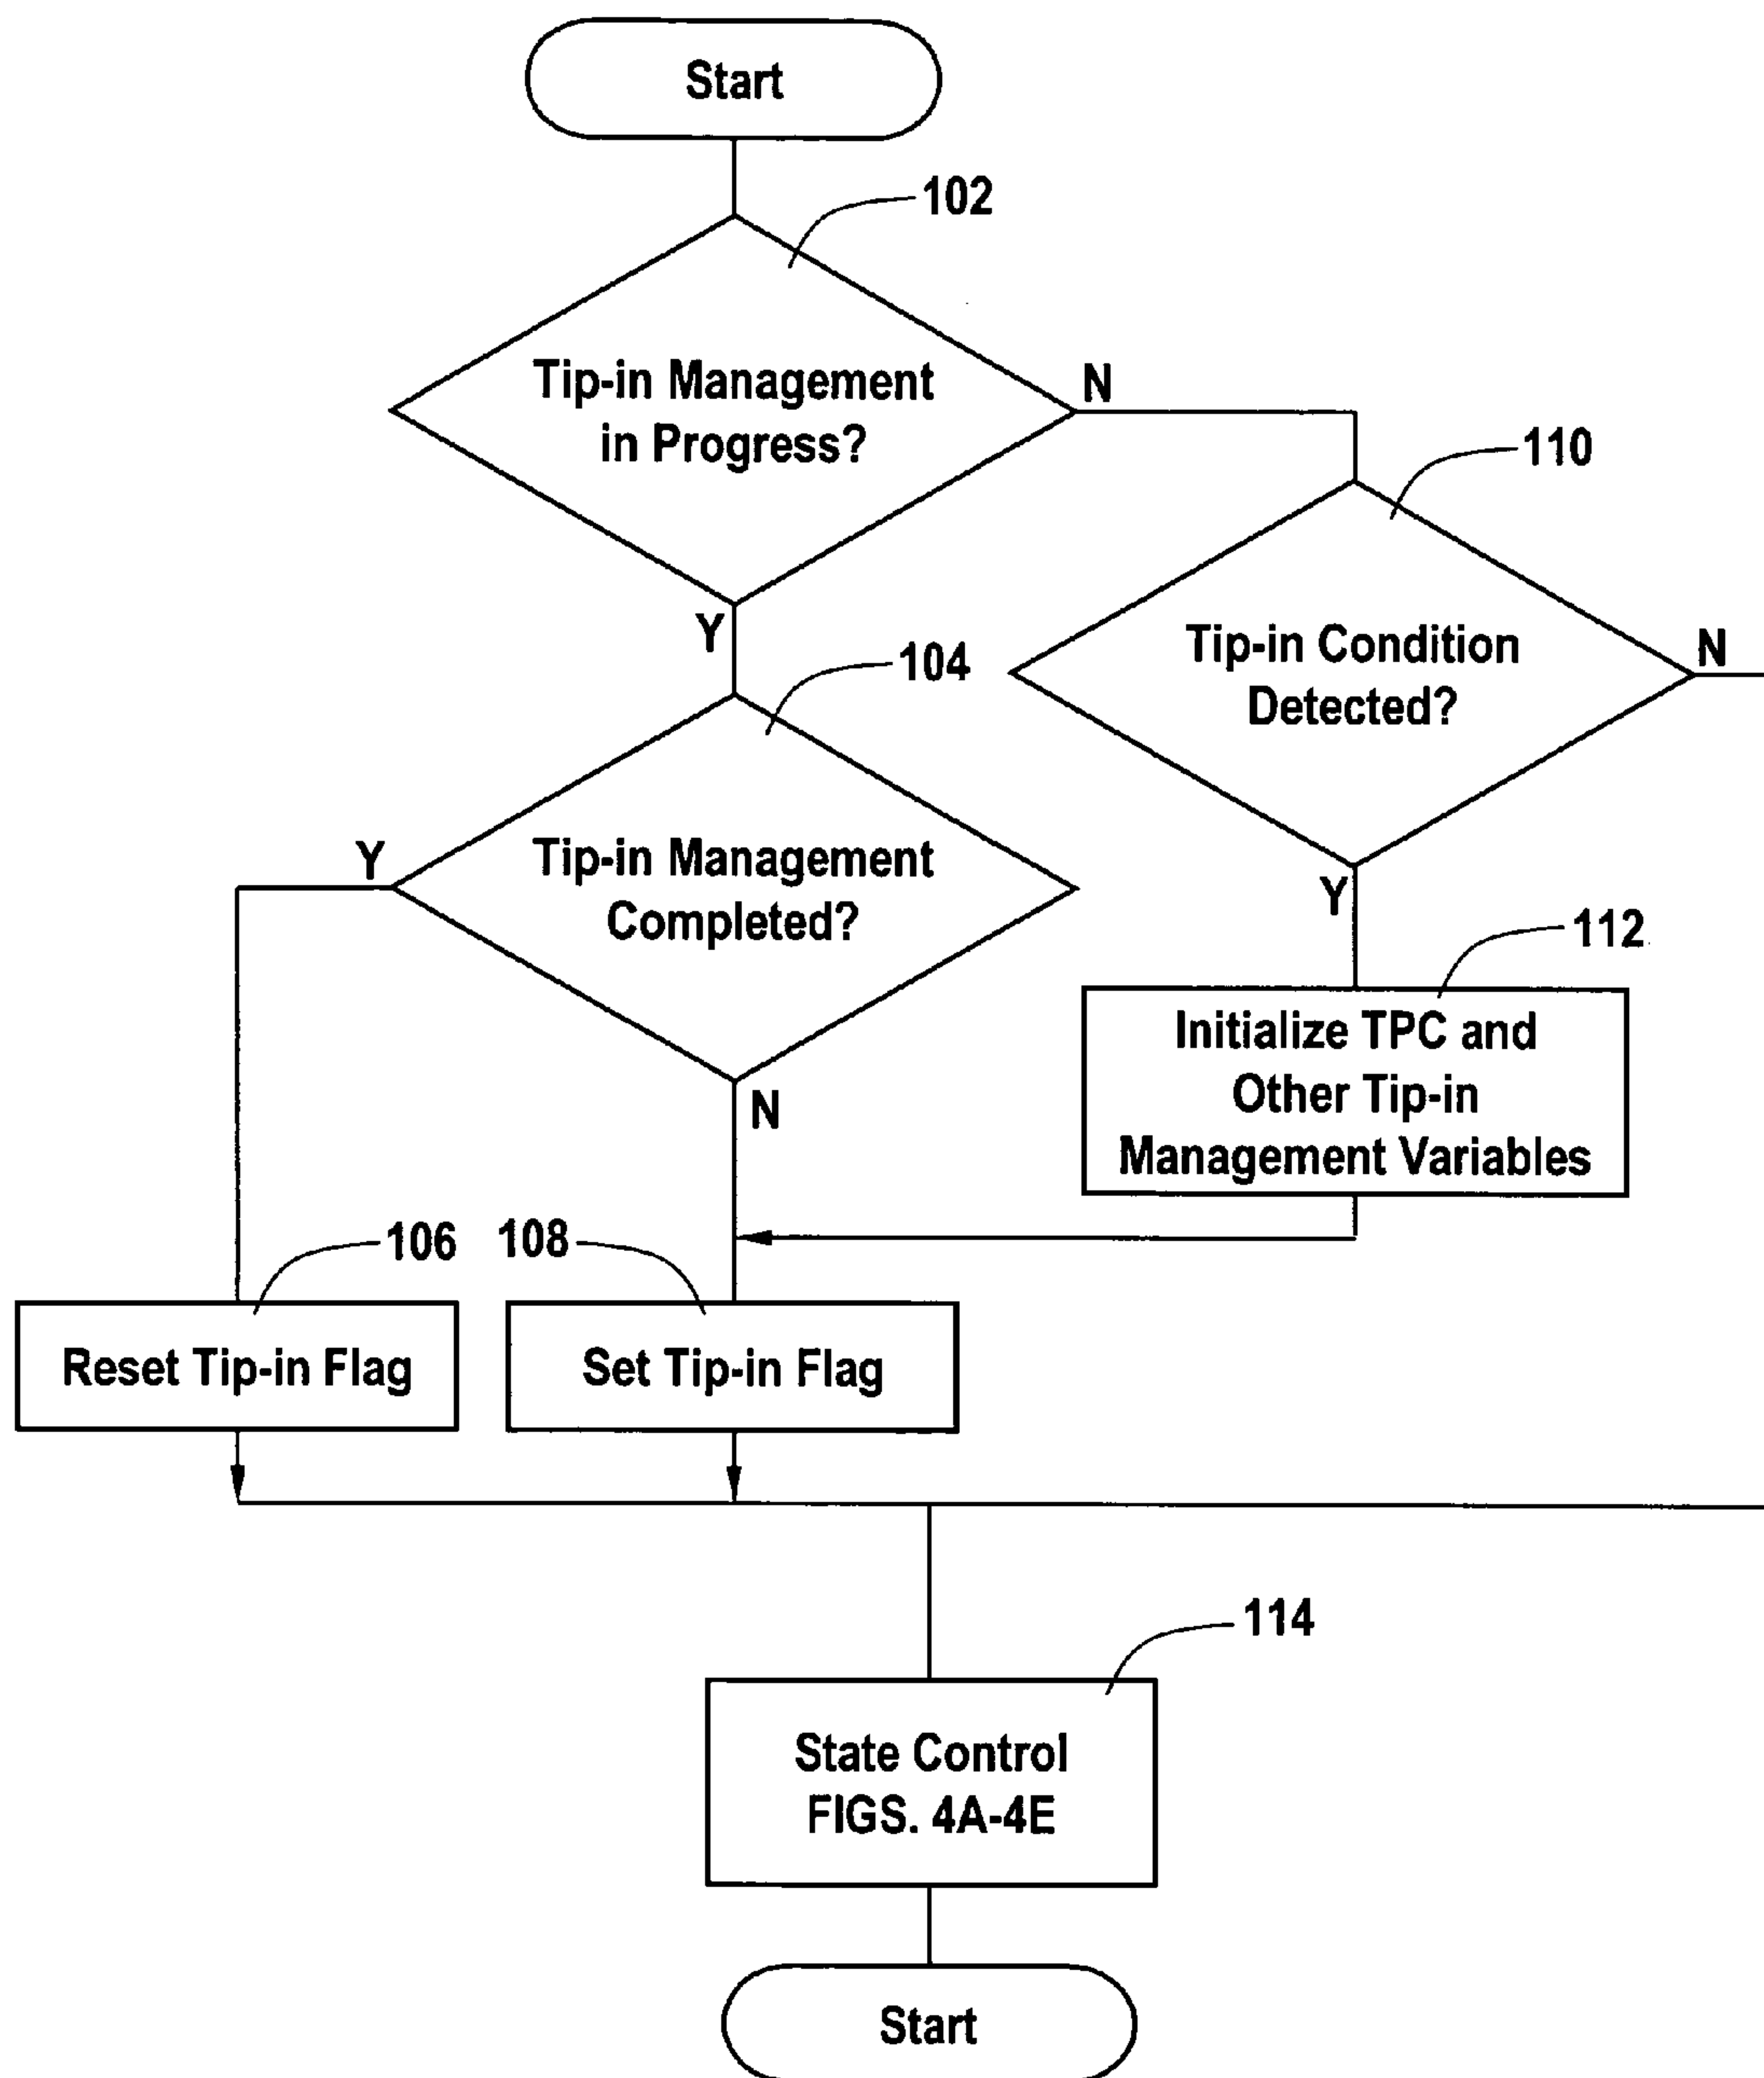 Start
102
Tip-in Management
in Progress?
N
Y
110
Tip-in Condition
Detected?
N
Y
104
Tip-in Management
Completed?
Y
N
112
Initialize TPC and
Other Tip-in
Management Variables
106
108
Reset Tip-in Flag
Set Tip-in Flag
114
State Control
FIGS. 4A-4E
Start